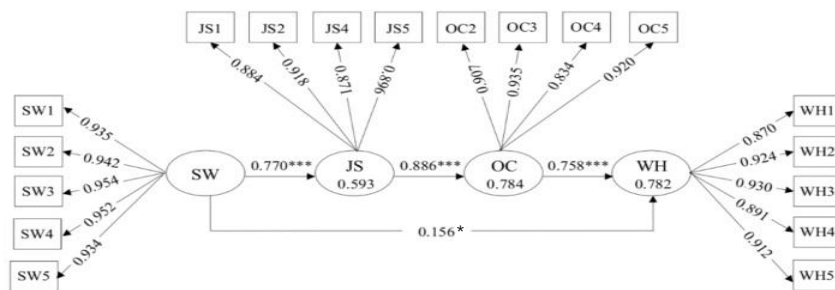 JS1 JS2 JS4 JS5 OC2 OC3 OC4 OC5
0.884 0.918 0.871 0.896 0.907 0.935 0.834 0.920
SW1 0.935 WH1 0.870
SW2 0.942 WH2 0.924
SW3 0.954 WH3 0.930
SW4 0.952 WH4 0.891
SW5 0.934 WH5 0.912
SW 0.770*** JS 0.886*** OC 0.758*** WH
0.593 0.784 0.782
0.156*